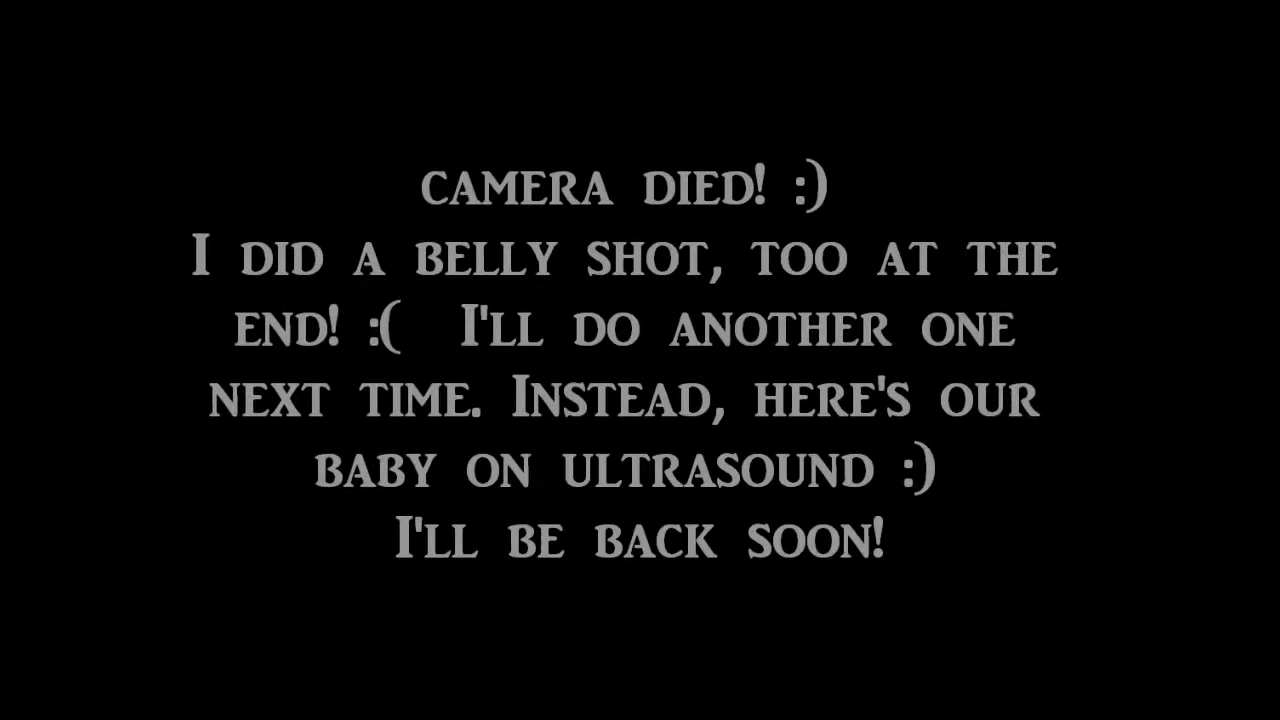 CAMERA DIED! :)
I DID A BELLY SHOT, TOO AT THE
END! :( I'LL DO ANOTHER ONE
NEXT TIME. INSTEAD, HERE'S OUR
BABY ON ULTRASOUND :)
I'LL BE BACK SOON!